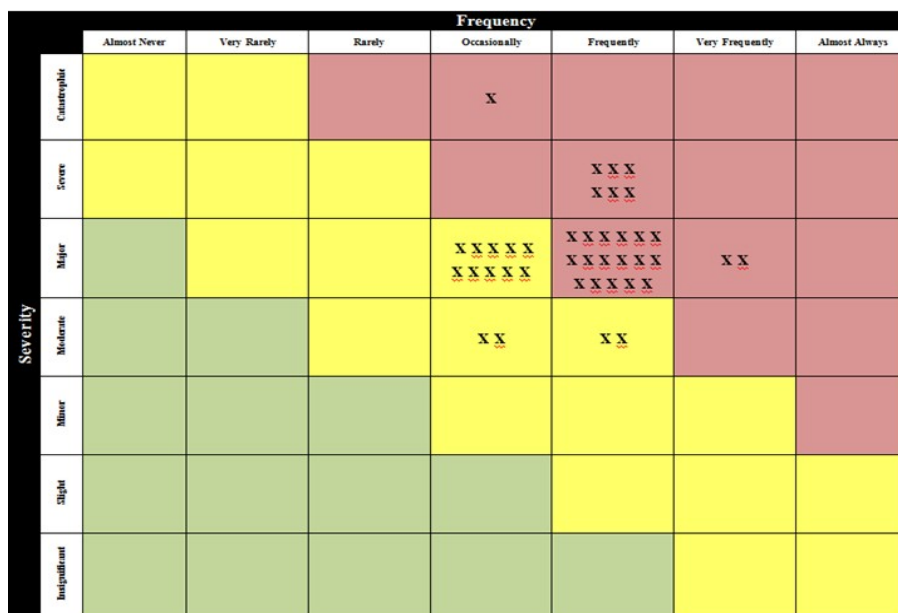 Frequency
Almost Never Very Rarely Rarely Occasionally Frequently Very Frequently Almost Always
Severity
Catastrophic
X
Severe
X X X
X X X
Major
X X X X X
X X X X X
X X X X X X
X X X X X X
X X X X X
X X
Moderate
X X
X X
Minor
Slight
Insignificant